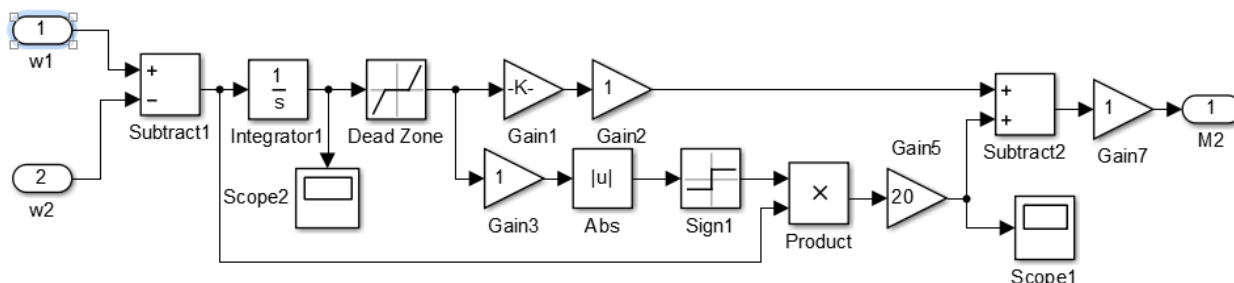 1
w1
+
−
Subtract1
2
w2
1
s
Integrator1
Scope2
Dead Zone
-K-
Gain1
1
Gain2
1
Gain3
|u|
Abs
Sign1
×
Product
Gain5
20
+
+
Subtract2
Scope1
1
Gain7
1
M2